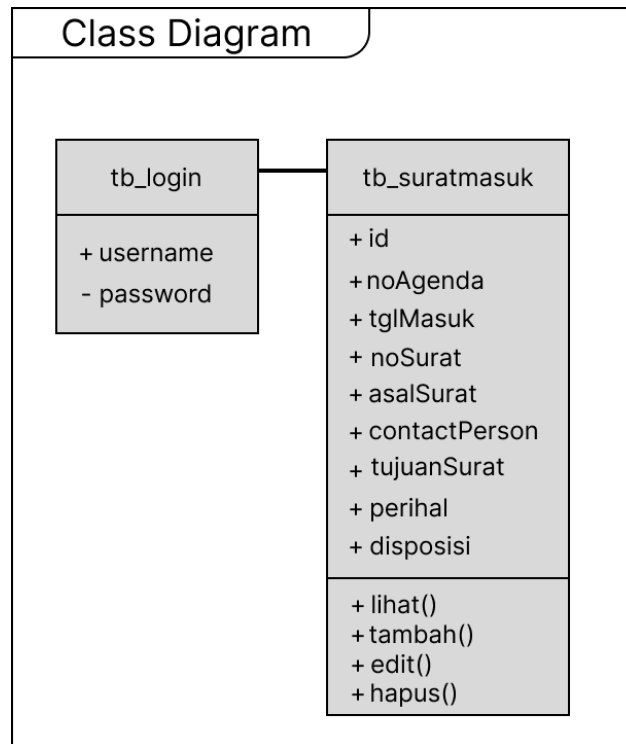 Class Diagram
tb_login
+ username
- password
tb_suratmasuk
+ id
+noAgenda
+ tglMasuk
+ noSurat
+ asalSurat
+ contactPerson
+ tujuanSurat
+ perihal
+ disposisi
+ lihat()
+tambah()
+ edit()
+ hapus()